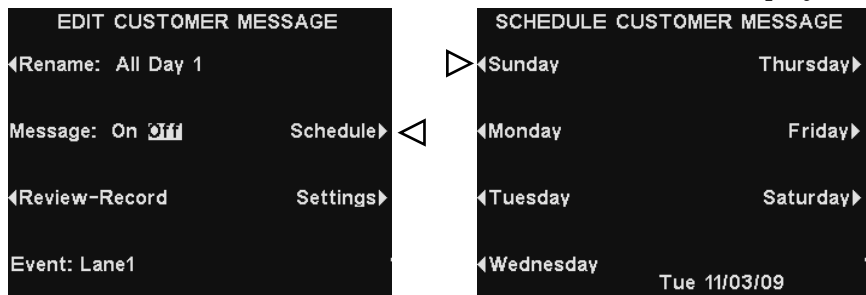 EDIT CUSTOMER MESSAGE
Rename: All Day 1
Message: On Off Schedule
Review-Record Settings
Event: Lane1
SCHEDULE CUSTOMER MESSAGE
Sunday Thursday
Monday Friday
Tuesday Saturday
Wednesday
Tue 11/03/09